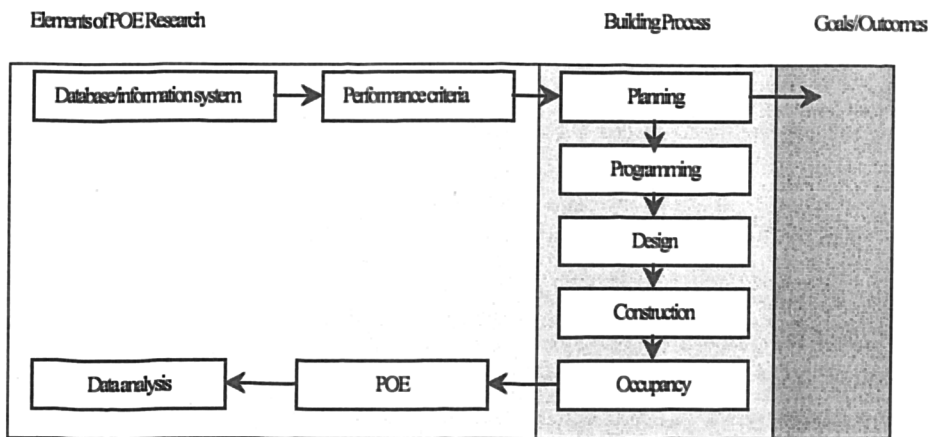 Elements of POE Research
Building Process
Goals/Outcomes
Database/information system
Performance criteria
Planning
Programming
Design
Construction
Data analysis
POE
Occupancy